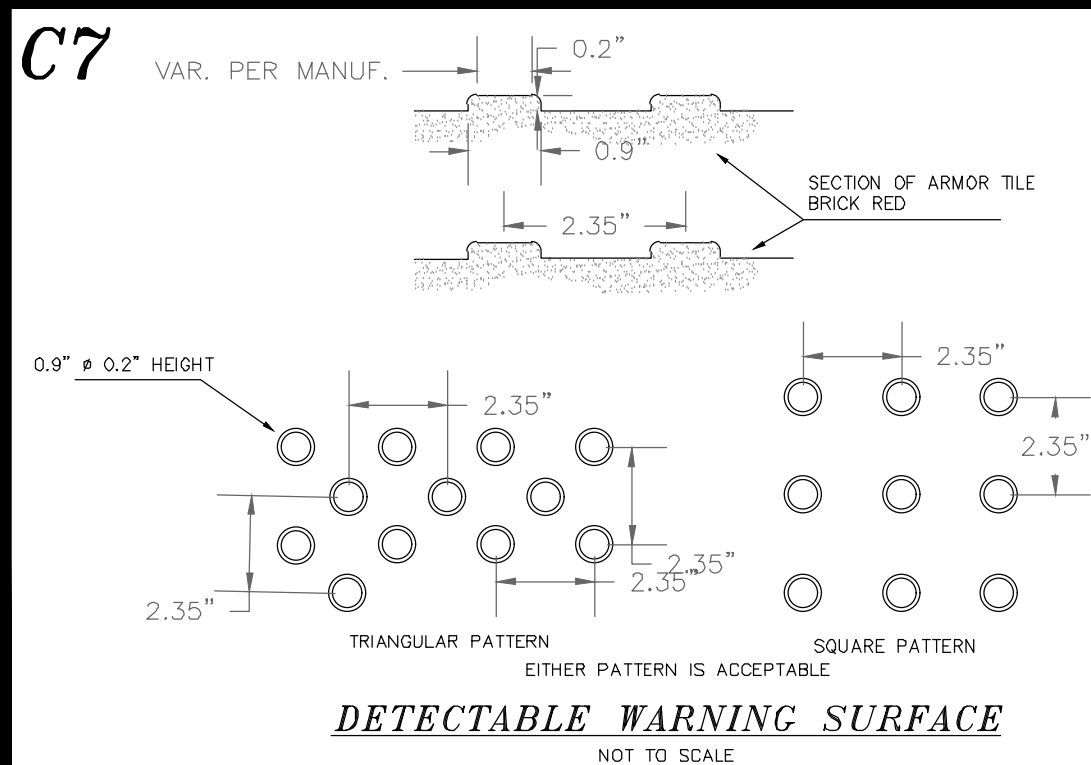 C7
VAR. PER MANUF.
0.2"
0.9"
SECTION OF ARMOR TILE
BRICK RED
2.35"
0.9" ø 0.2" HEIGHT
2.35"
2.35"
2.35"
2.35"
2.35"
2.35"
TRIANGULAR PATTERN
SQUARE PATTERN
EITHER PATTERN IS ACCEPTABLE
DETECTABLE WARNING SURFACE
NOT TO SCALE